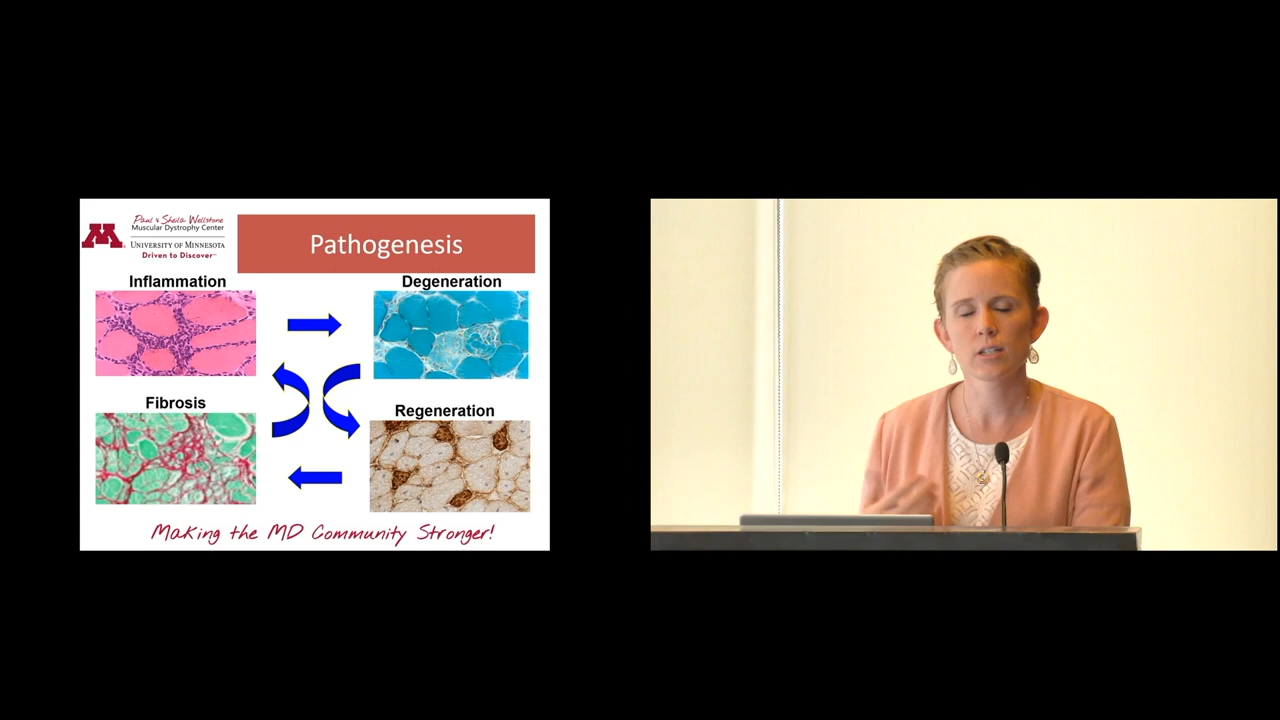 Paul & Sheila Wellstone
Muscular Dystrophy Center
UNIVERSITY OF MINNESOTA
Driven to Discover℠
Pathogenesis
Inflammation
Degeneration
Fibrosis
Regeneration
Making the MD Community Stronger!